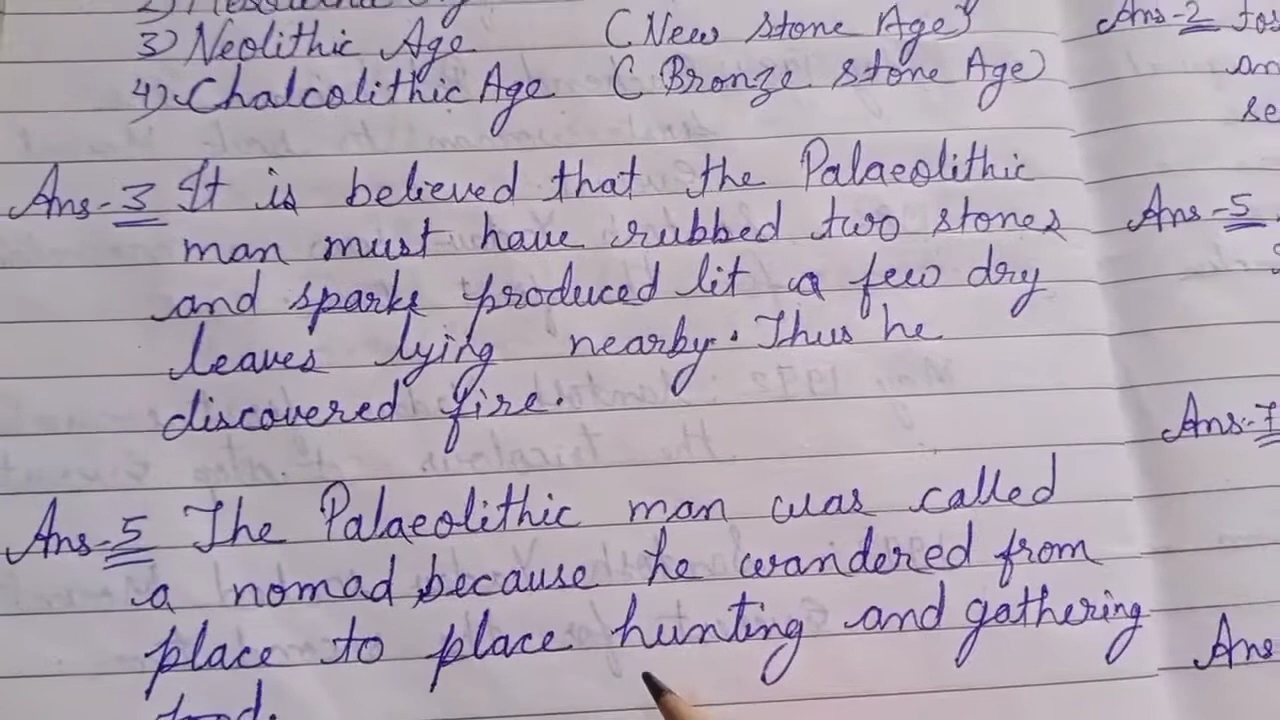 3) Neolithic Age (New Stone Age)
4) Chalcolithic Age (Bronze stone Age)
Ans-3 It is believed that the Palaeolithic
man must have rubbed two stones
and sparks produced lit a few dry
leaves lying nearby. Thus he
discovered fire.
Ans-5 The Palaeolithic man was called
a nomad because he wandered from
place to place hunting and gathering
food.
Ans-2
Ans-5
Ans-7
Ans